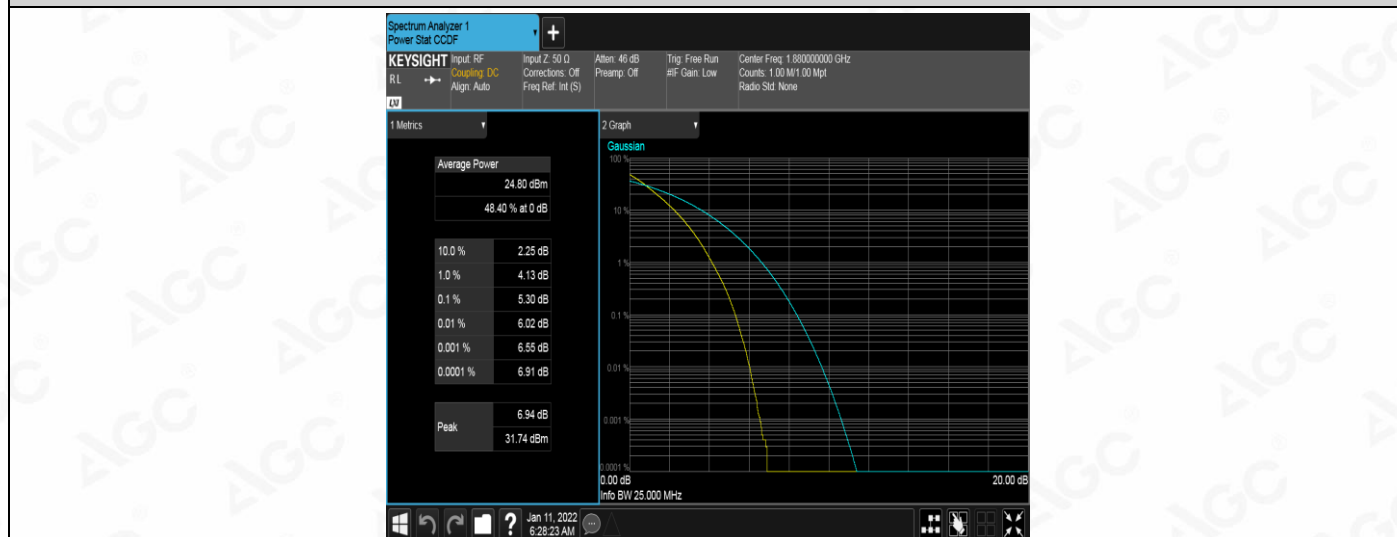 Spectrum Analyzer 1
Power Stat CCDF
+
KEYSIGHT
RL
LXI
Input: RF
Coupling: DC
Align: Auto
Input Z: 50 Ω
Corrections: Off
Freq Ref: Int (S)
Atten: 46 dB
Preamp: Off
Trig: Free Run
#IF Gain: Low
Center Freq: 1.880000000 GHz
Counts: 1.00 M/1.00 Mpt
Radio Std: None
1 Metrics
Average Power
24.80 dBm
48.40 % at 0 dB
10.0 % 2.25 dB
1.0 % 4.13 dB
0.1 % 5.30 dB
0.01 % 6.02 dB
0.001 % 6.55 dB
0.0001 % 6.91 dB
Peak
6.94 dB
31.74 dBm
2 Graph
Gaussian
100 %
10 %
1 %
0.1 %
0.01 %
0.001 %
0.0001 %
0.00 dB 20.00 dB
Info BW 25.000 MHz
?
Jan 11, 2022
6:28:23 AM
AGC